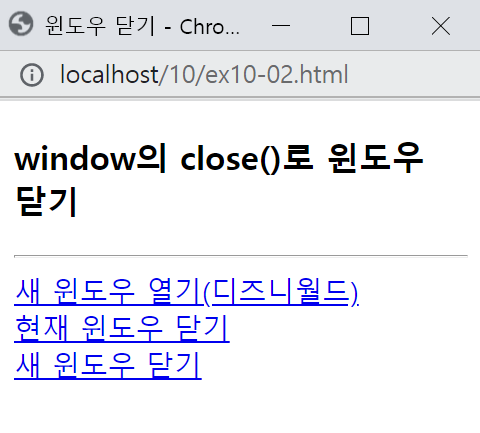 윈도우 닫기 - Chro...
localhost/10/ex10-02.html
window의 close()로 윈도우
닫기
새 윈도우 열기(디즈니월드)
현재 윈도우 닫기
새 윈도우 닫기